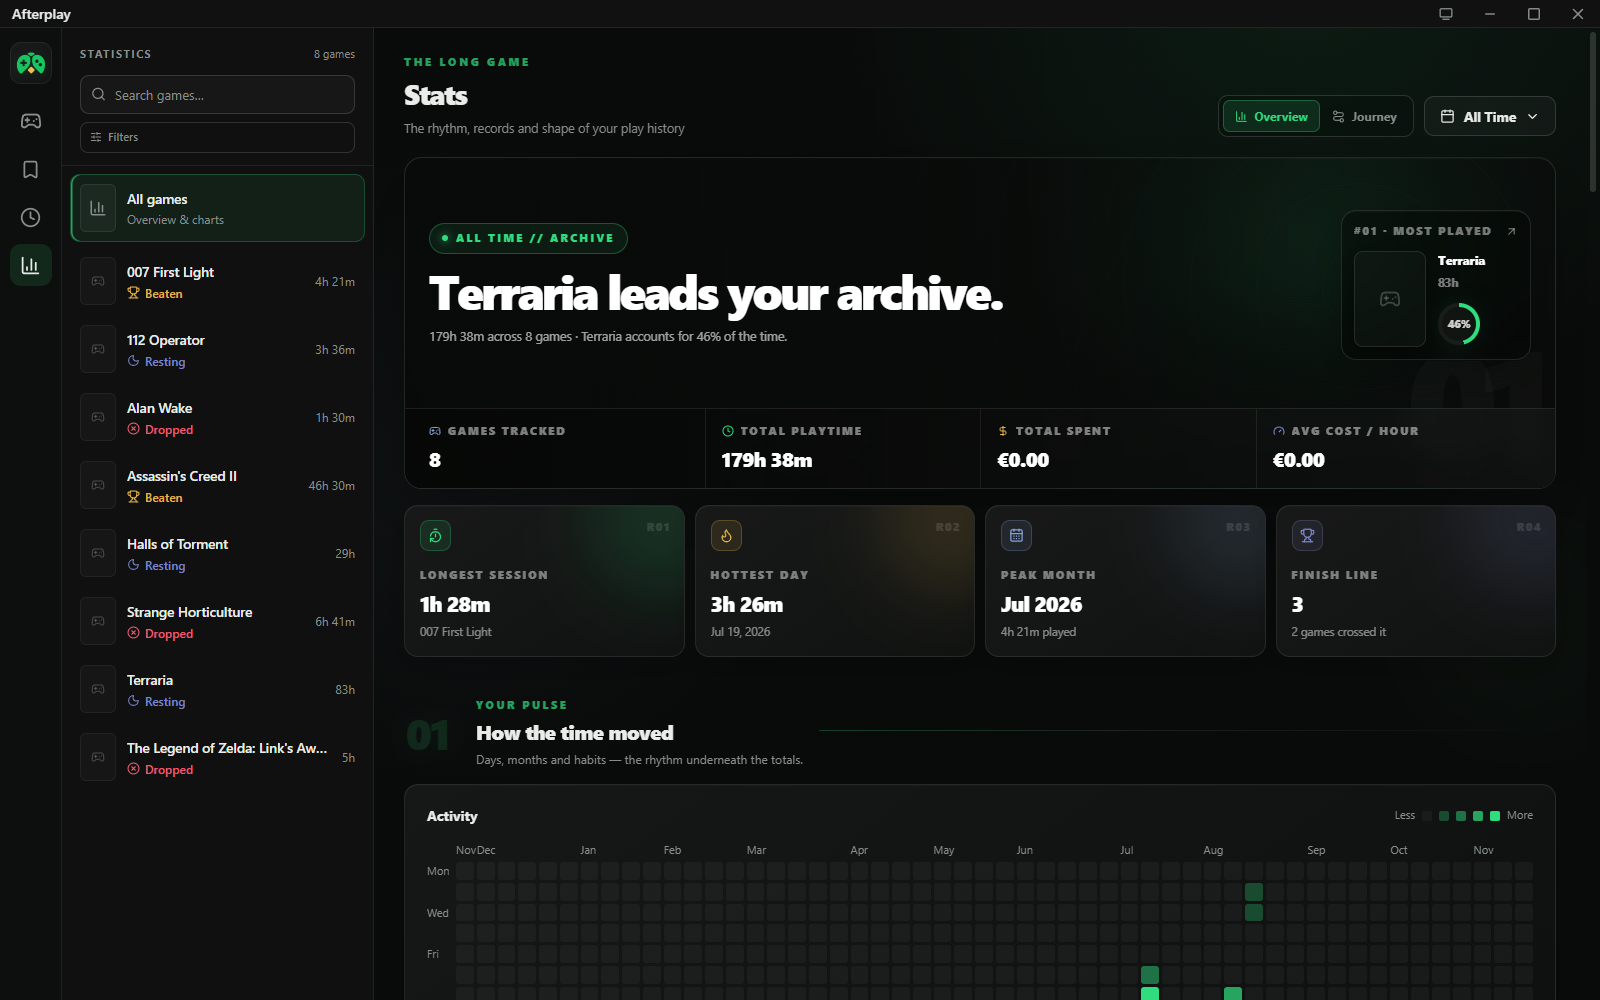 Afterplay
STATISTICS
8 games
Search games...
Filters
All games
Overview & charts
007 First Light
Beaten
4h 21m
112 Operator
Resting
3h 36m
Alan Wake
Dropped
1h 30m
Assassin's Creed II
Beaten
46h 30m
Halls of Torment
Resting
29h
Strange Horticulture
Dropped
6h 41m
Terraria
Resting
83h
The Legend of Zelda: Link's Aw...
Dropped
5h
THE LONG GAME
Stats
The rhythm, records and shape of your play history
Overview
Journey
All Time
ALL TIME // ARCHIVE
Terraria leads your archive.
179h 38m across 8 games · Terraria accounts for 46% of the time.
#01 - MOST PLAYED
Terraria
83h
46%
01
GAMES TRACKED
8
TOTAL PLAYTIME
179h 38m
TOTAL SPENT
€0.00
AVG COST / HOUR
€0.00
R01
LONGEST SESSION
1h 28m
007 First Light
R02
HOTTEST DAY
3h 26m
Jul 19, 2026
R03
PEAK MONTH
Jul 2026
4h 21m played
R04
FINISH LINE
3
2 games crossed it
01
YOUR PULSE
How the time moved
Days, months and habits — the rhythm underneath the totals.
Activity
Less
More
Nov Dec Jan Feb Mar Apr May Jun Jul Aug Sep Oct Nov
Mon
Wed
Fri